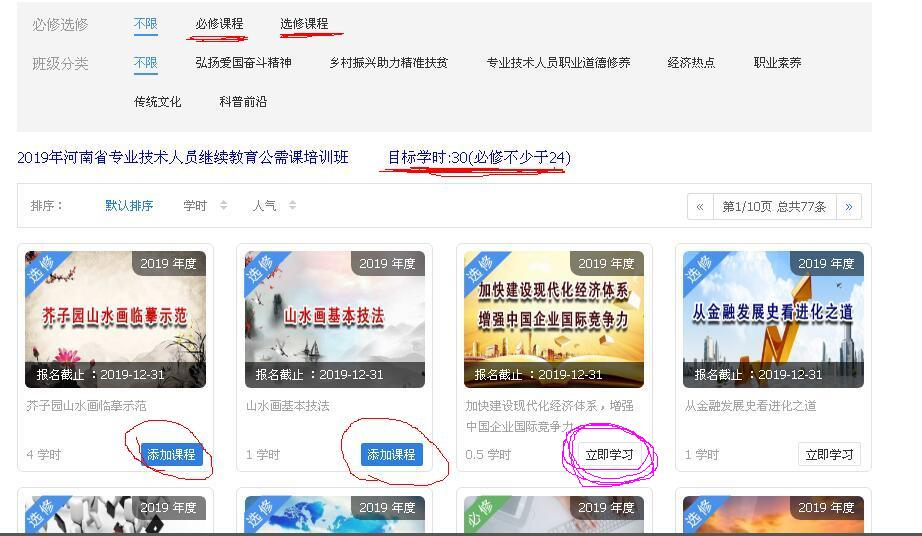 必修选修 不限 必修课程 选修课程
班级分类 不限 弘扬爱国奋斗精神 乡村振兴助力精准扶贫 专业技术人员职业道德修养 经济热点 职业素养
传统文化 科普前沿
2019年河南省专业技术人员继续教育公需课培训班 目标学时:30(必修不少于24)
排序： 默认排序 学时 人气 « 第1/10页 总共77条 »
选修 2019 年度 选修 2019 年度 选修 2019 年度 选修 2019 年度
芥子园山水画临摹示范 山水画基本技法 加快建设现代化经济体系 增强中国企业国际竞争力 从金融发展史看进化之道
报名截止：2019-12-31 报名截止：2019-12-31 报名截止：2019-12-31 报名截止：2019-12-31
芥子园山水画临摹示范 山水画基本技法 加快建设现代化经济体系，增强 从金融发展史看进化之道
中国企业国际竞争力
4 学时 添加课程 1 学时 添加课程 0.5 学时 立即学习 1 学时 立即学习
选修 2019 年度 选修 2019 年度 必修 2019 年度 选修 2019 年度